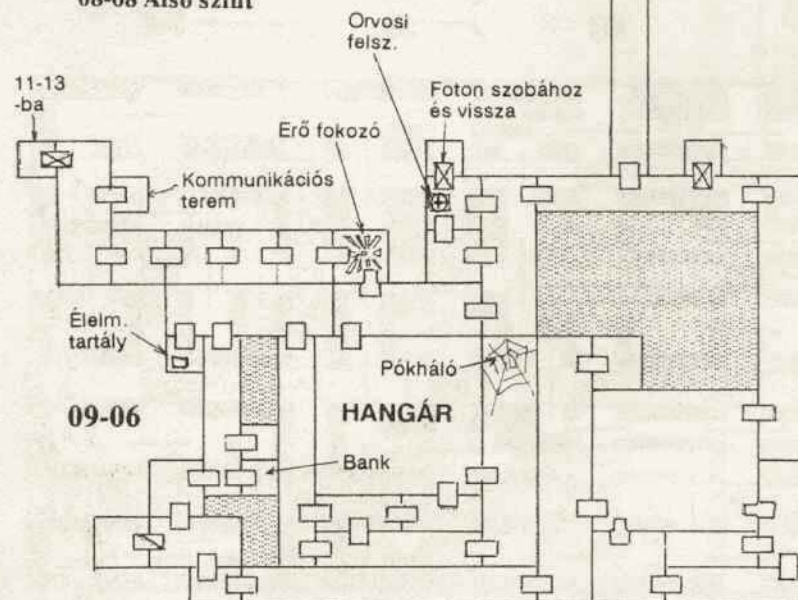 08-08 Alsó szint
Orvosi
felsz.
11-13
-ba
Foton szobához
és vissza
Erő fokozó
Kommunikációs
terem
Élelm.
tartály
Pókháló
09-06
HANGÁR
Bank